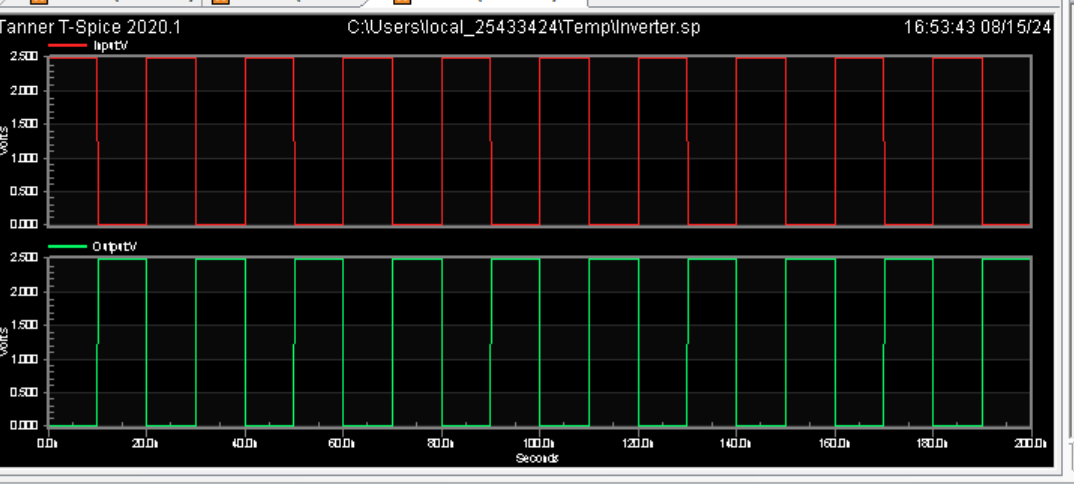 Tanner T-Spice 2020.1 C:\Users\local_25433424\Temp\Inverter.sp 16:53:43 08/15/24
Input:V
2.500
2.000
1.500
1.000
0.500
0.000
Volts
Output:V
2.500
2.000
1.500
1.000
0.500
0.000
Volts
0.0n 20.0n 40.0n 60.0n 80.0n 100.0n 120.0n 140.0n 160.0n 180.0n 200.0n
Seconds